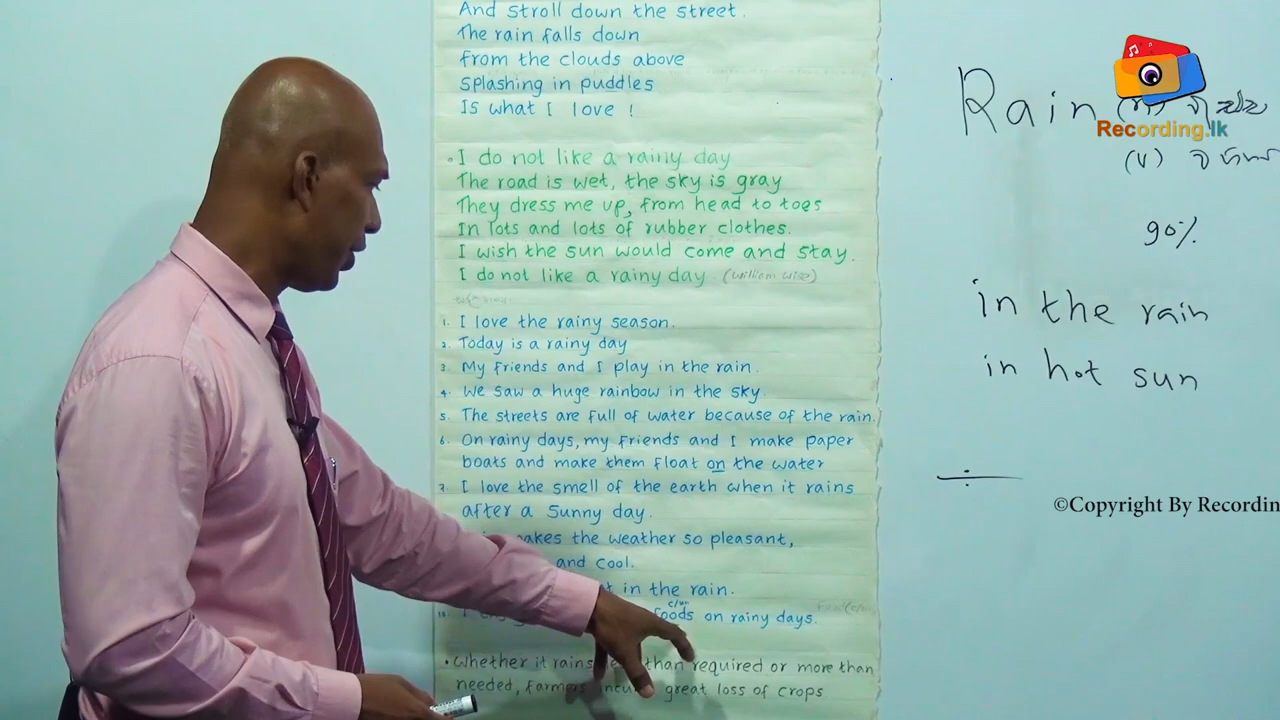 And stroll down the street.
The rain falls down
from the clouds above
splashing in puddles
Is what I love !
• I do not like a rainy day
The road is wet, the sky is gray
They dress me up, from head to toes
In lots and lots of rubber clothes.
I wish the sun would come and stay.
I do not like a rainy day. (William Wise)
1. I love the rainy season.
2. Today is a rainy day
3. My friends and I play in the rain.
4. We saw a huge rainbow in the sky
5. The streets are full of water because of the rain.
6. On rainy days, my friends and I make paper
boats and make them float on the water
7. I love the smell of the earth when it rains
after a sunny day.
the weather so pleasant,
and cool.
in the rain.
c/un
10. I foods on rainy days.
• Whether it rains than required or more than
needed, farmers great loss of crops
Rain (n)
(v)
90%
in the rain
in hot sun
Recording.lk
©Copyright By Recordin